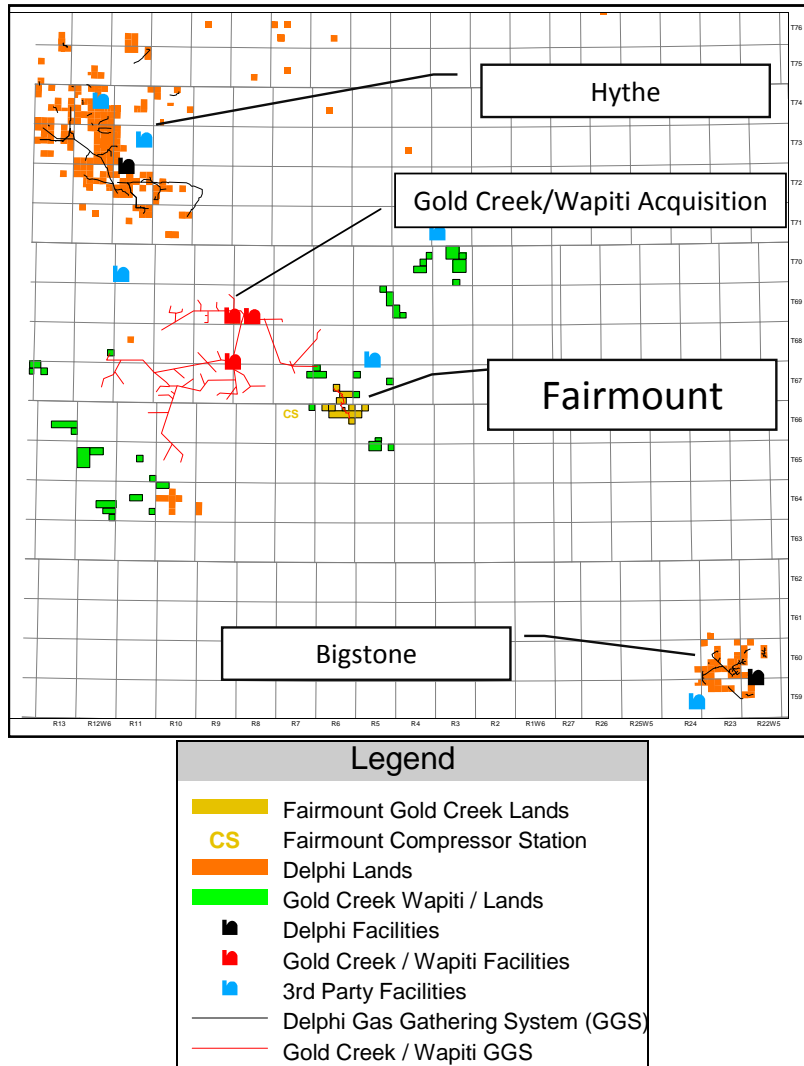 T76
T75
Hythe
T74
T73
T72
Gold Creek/Wapiti Acquisition
T71
T70
T69
T68
Fairmount
T67
CS
T66
T65
T64
T63
T62
T61
Bigstone
T60
T59
R13 R12W6 R11 R10 R9 R8 R7 R6 R5 R4 R3 R2 R1W6 R27 R26 R25W5 R24 R23 R22W5
Legend
Fairmount Gold Creek Lands
CS Fairmount Compressor Station
Delphi Lands
Gold Creek Wapiti / Lands
Delphi Facilities
Gold Creek / Wapiti Facilities
3rd Party Facilities
Delphi Gas Gathering System (GGS)
Gold Creek / Wapiti GGS